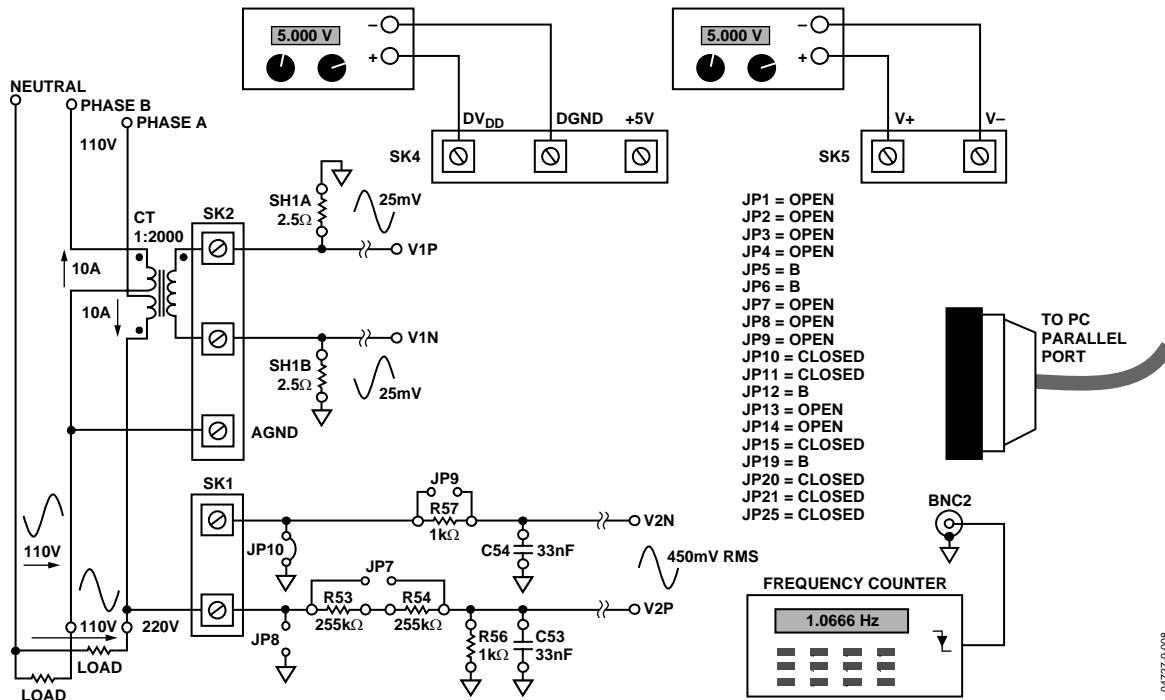 5.000 V
–
+
5.000 V
–
+
NEUTRAL
PHASE B
PHASE A
110V
DVDD
DGND
+5V
SK4
V+
V–
SK5
CT
1:2000
SK2
SH1A
2.5Ω
25mV
V1P
10A
10A
V1N
SH1B
2.5Ω
25mV
AGND
JP1 = OPEN
JP2 = OPEN
JP3 = OPEN
JP4 = OPEN
JP5 = B
JP6 = B
JP7 = OPEN
JP8 = OPEN
JP9 = OPEN
JP10 = CLOSED
JP11 = CLOSED
JP12 = B
JP13 = OPEN
JP14 = OPEN
JP15 = CLOSED
JP19 = B
JP20 = CLOSED
JP21 = CLOSED
JP25 = CLOSED
TO PC
PARALLEL
PORT
SK1
JP9
R57
1kΩ
V2N
JP10
C54
33nF
110V
JP7
450mV RMS
R53
255kΩ
R54
255kΩ
V2P
JP8
R56
1kΩ
C53
33nF
110V
220V
LOAD
LOAD
BNC2
FREQUENCY COUNTER
1.0666 Hz
04727-0-008